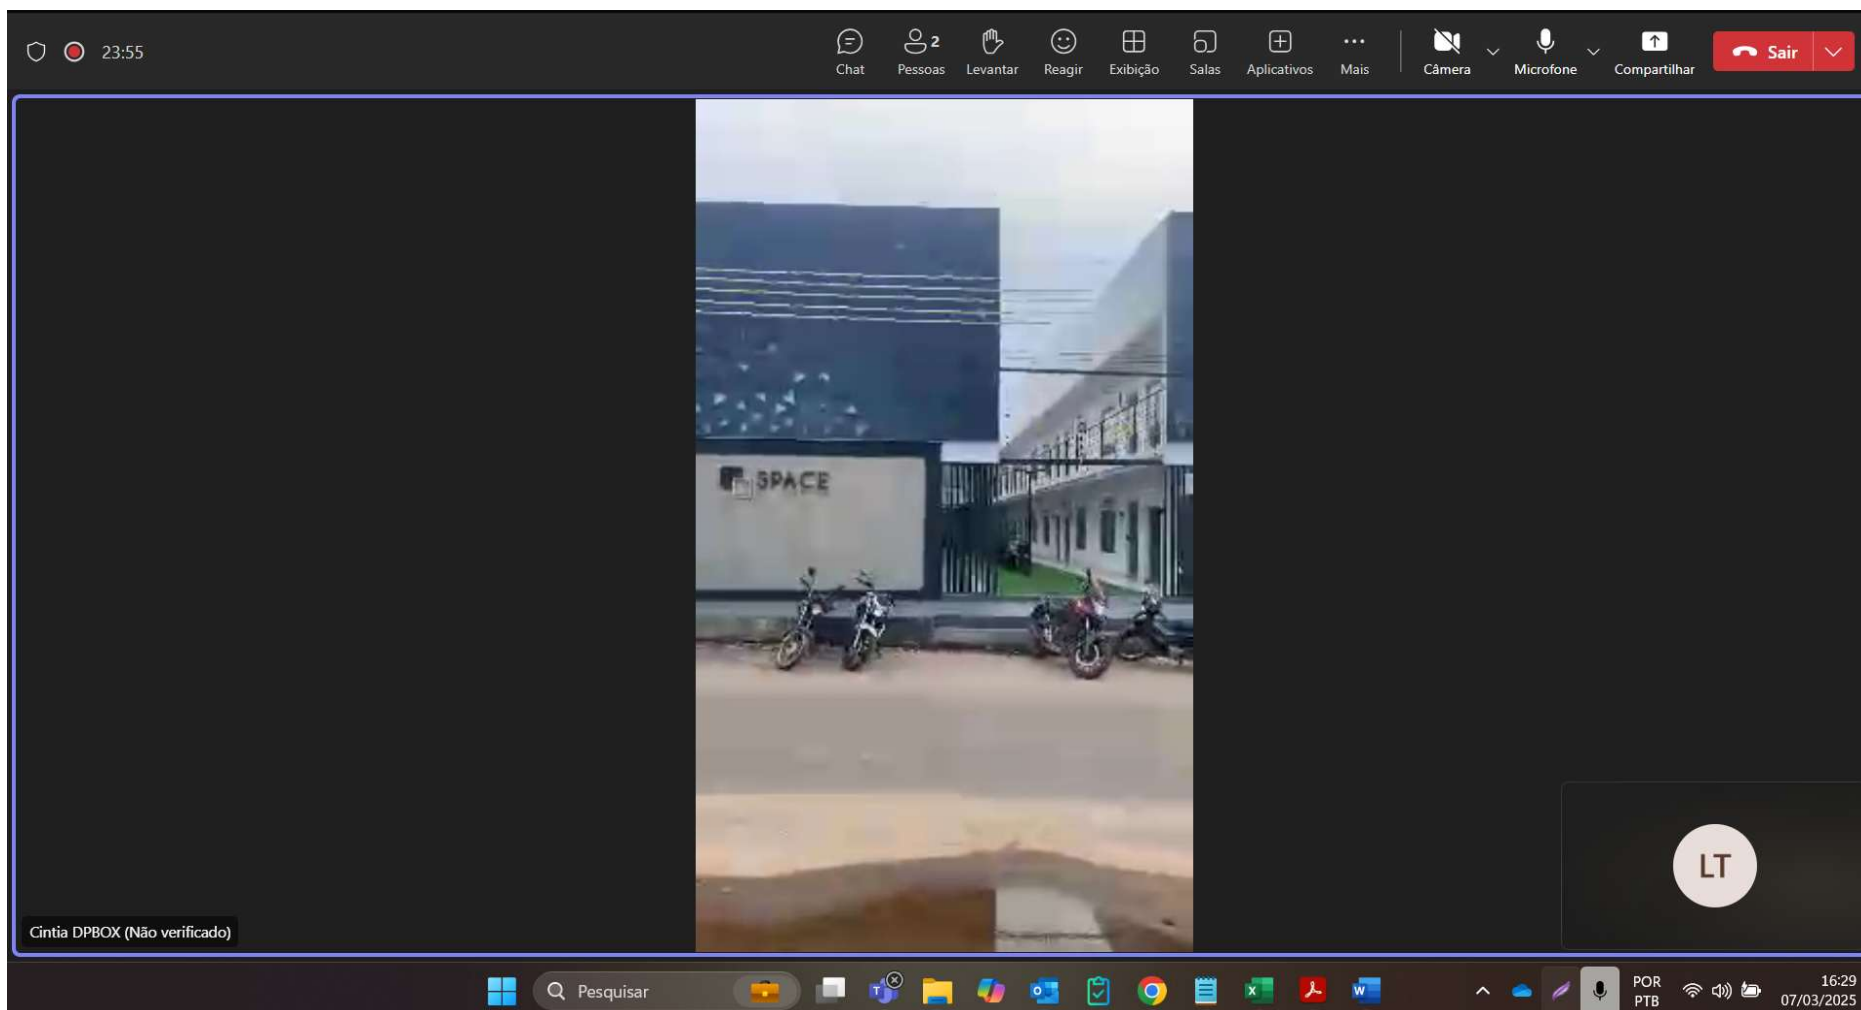 23:55
2
Chat
Pessoas
Levantar
Reagir
Exibição
Salas
Aplicativos
Mais
Câmera
Microfone
Compartilhar
Sair
SPACE
LT
Cintia DPBOX (Não verificado)
Pesquisar
POR
PTB
16:29
07/03/2025